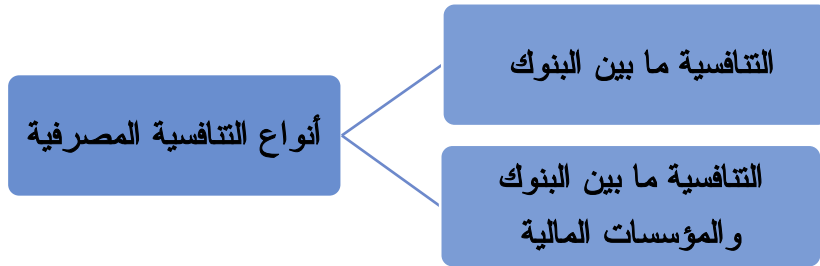 أنواع التنافسية المصرفية
التنافسية ما بين البنوك
التنافسية ما بين البنوك
والمؤسسات المالية